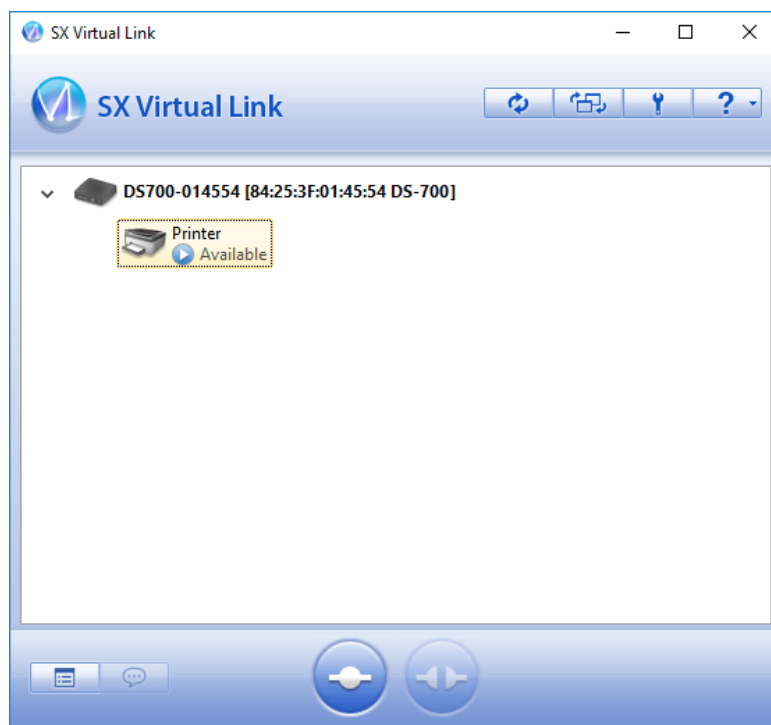 SX Virtual Link
SX Virtual Link
?
DS700-014554 [84:25:3F:01:45:54 DS-700]
Printer
Available